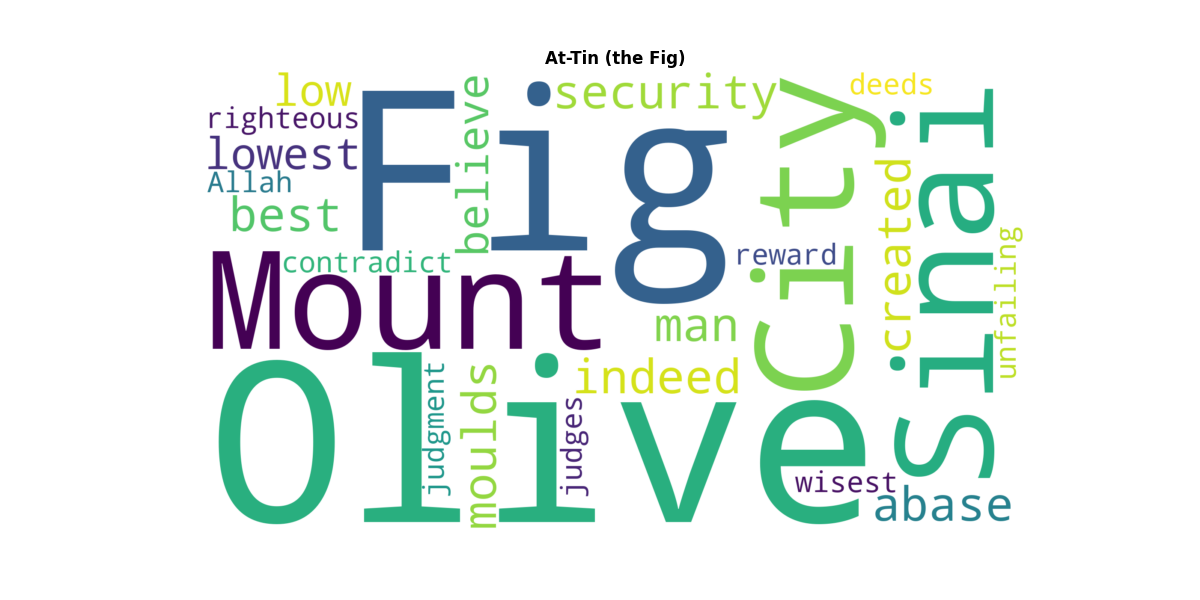 At-Tin (the Fig)
low
righteous
lowest
Allah
best
Fig
believe
security
City
deeds
created
Sinai
unfailing
contradict
Mount
reward
man
indeed
Olive
judgment
moulds
judges
wisest
abase